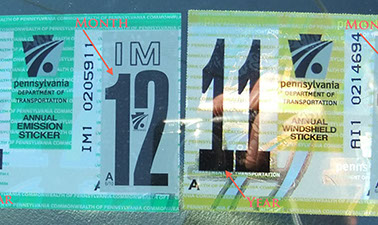 MONTH
IM
12
pennsylvania
DEPARTMENT OF
TRANSPORTATION
ANNUAL
EMISSION
STICKER
IM1 0205911
A
11
A
YEAR
pennsylvania
DEPARTMENT OF TRANSPORTATION
ANNUAL
WINDSHIELD
STICKER
AI1 0214694
MON